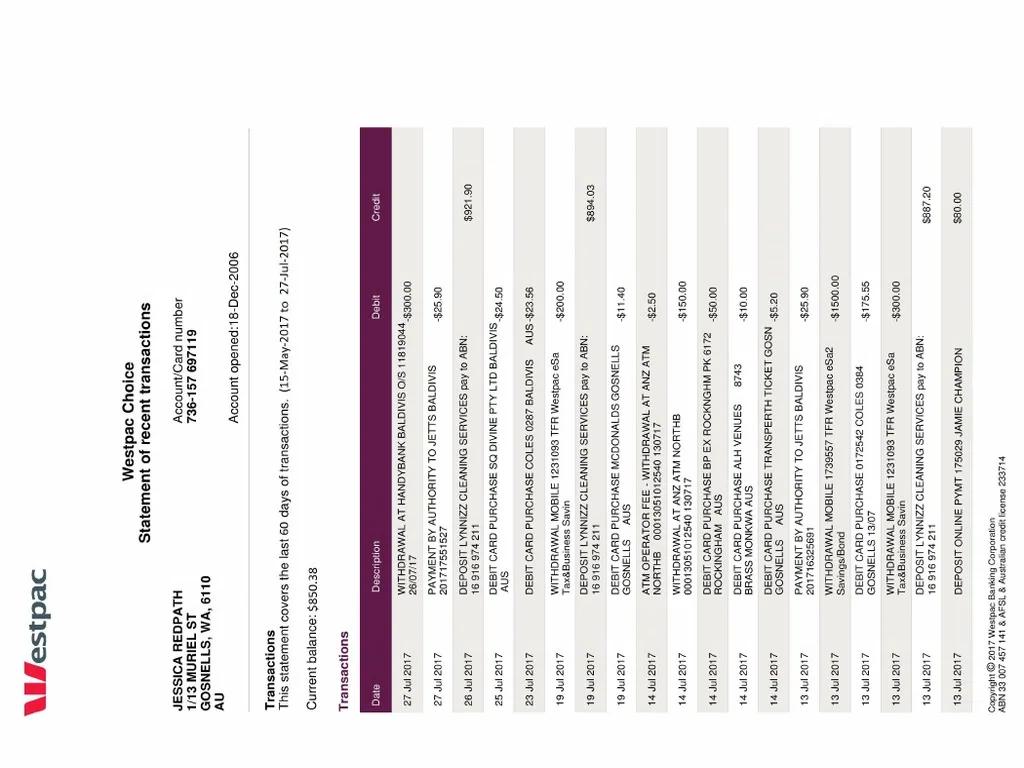 Westpac
Westpac Choice
Statement of recent transactions
JESSICA REDPATH
1/13 MURIEL ST
GOSNELLS, WA, 6110
AU
Account/Card number
736-157 697119
Account opened:18-Dec-2006
Transactions
This statement covers the last 60 days of transactions. (15-May-2017 to 27-Jul-2017)
Current balance: $850.38
Transactions
Date Description Debit Credit
27 Jul 2017 WITHDRAWAL AT HANDYBANK BALDIVIS O/S 11819044 -$300.00
26/07/17
27 Jul 2017 PAYMENT BY AUTHORITY TO JETTS BALDIVIS -$25.90
201717551527
26 Jul 2017 DEPOSIT LYNNIZZ CLEANING SERVICES pay to ABN: $921.90
16 916 974 211
25 Jul 2017 DEBIT CARD PURCHASE SQ DIVINE PTY LTD BALDIVIS -$24.50
AUS
23 Jul 2017 DEBIT CARD PURCHASE COLES 0287 BALDIVIS AUS -$23.56
19 Jul 2017 WITHDRAWAL MOBILE 1231093 TFR Westpac eSa -$200.00
Tax&Business Savin
19 Jul 2017 DEPOSIT LYNNIZZ CLEANING SERVICES pay to ABN: $894.03
16 916 974 211
19 Jul 2017 DEBIT CARD PURCHASE MCDONALDS GOSNELLS -$11.40
GOSNELLS AUS
14 Jul 2017 ATM OPERATOR FEE - WITHDRAWAL AT ANZ ATM -$2.50
NORTHB 0001305101254​0 130717
14 Jul 2017 WITHDRAWAL AT ANZ ATM NORTHB -$150.00
00013051012540 130717
14 Jul 2017 DEBIT CARD PURCHASE BP EX ROCKNGHM PK 6172 -$50.00
ROCKINGHAM AUS
14 Jul 2017 DEBIT CARD PURCHASE ALH VENUES 8743 -$10.00
BRASS MONKWA AUS
14 Jul 2017 DEBIT CARD PURCHASE TRANSPERTH TICKET GOSN -$5.20
GOSNELLS AUS
13 Jul 2017 PAYMENT BY AUTHORITY TO JETTS BALDIVIS -$25.90
201716325691
13 Jul 2017 WITHDRAWAL MOBILE 1739557 TFR Westpac eSa2 -$1500.00
Savings/Bond
13 Jul 2017 DEBIT CARD PURCHASE 0172542 COLES 0384 -$175.55
GOSNELLS 13/07
13 Jul 2017 WITHDRAWAL MOBILE 1231093 TFR Westpac eSa -$300.00
Tax&Business Savin
13 Jul 2017 DEPOSIT LYNNIZZ CLEANING SERVICES pay to ABN: $887.20
16 916 974 211
13 Jul 2017 DEPOSIT ONLINE PYMT 175029 JAMIE CHAMPION $80.00
Copyright © 2017 Westpac Banking Corporation
ABN 33 007 457 141 & AFSL & Australian credit license 233714